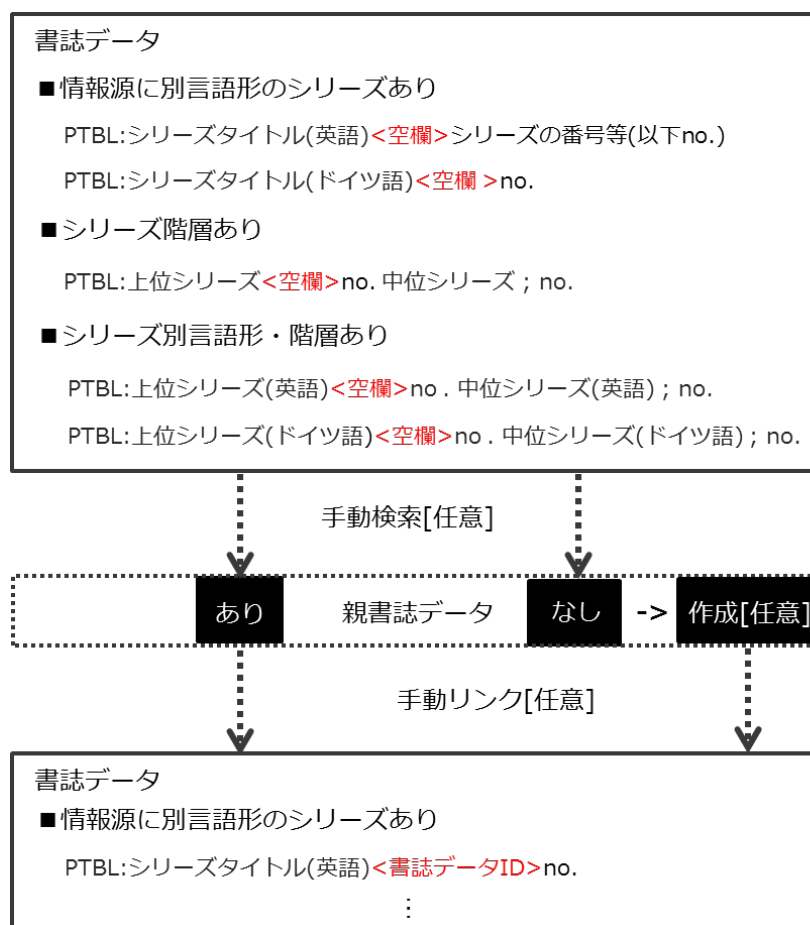 書誌データ
■情報源に別言語形のシリーズあり
PTBL:シリーズタイトル(英語)<空欄>シリーズの番号等(以下no.)
PTBL:シリーズタイトル(ドイツ語)<空欄 >no.
■シリーズ階層あり
PTBL:上位シリーズ<空欄>no. 中位シリーズ ; no.
■シリーズ別言語形・階層あり
PTBL:上位シリーズ(英語)<空欄>no . 中位シリーズ(英語) ; no.
PTBL:上位シリーズ(ドイツ語)<空欄>no . 中位シリーズ(ドイツ語) ; no.
手動検索[任意]
あり 親書誌データ なし -> 作成[任意]
手動リンク[任意]
書誌データ
■情報源に別言語形のシリーズあり
PTBL:シリーズタイトル(英語)<書誌データID>no.
⋮